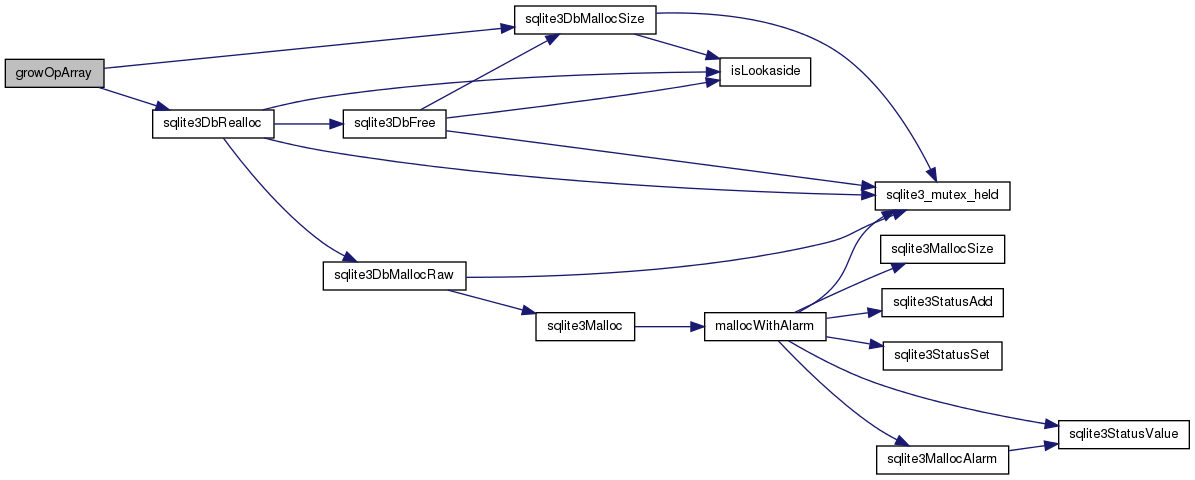 sqlite3DbMallocSize
growOpArray
isLookaside
sqlite3DbRealloc
sqlite3DbFree
sqlite3_mutex_held
sqlite3MallocSize
sqlite3DbMallocRaw
sqlite3StatusAdd
sqlite3Malloc
mallocWithAlarm
sqlite3StatusSet
sqlite3StatusValue
sqlite3MallocAlarm